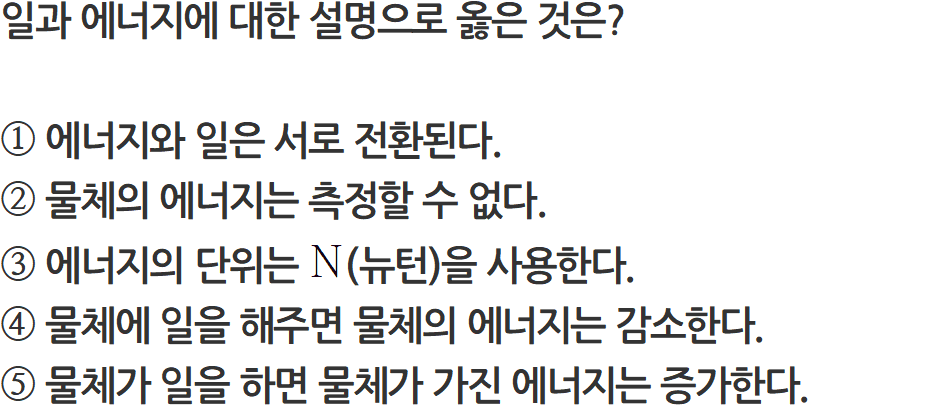 일과 에너지에 대한 설명으로 옳은 것은?
① 에너지와 일은 서로 전환된다.
② 물체의 에너지는 측정할 수 없다.
③ 에너지의 단위는 N(뉴턴)을 사용한다.
④ 물체에 일을 해주면 물체의 에너지는 감소한다.
⑤ 물체가 일을 하면 물체가 가진 에너지는 증가한다.